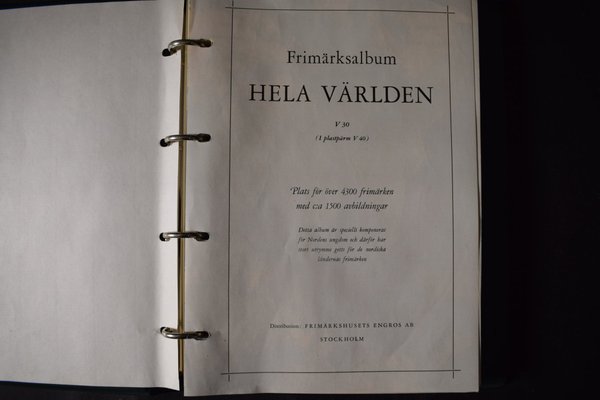 Frimärksalbum
HELA VÄRLDEN
V 30
(I plastpärm V 40)
Plats för över 4300 frimärken
med c:a 1500 avbildningar
Detta album är speciellt komponerat
för Nordens ungdom och därför har
stort utrymme getts för de nordiska
ländernas frimärken
Distribution: FRIMÄRKSHUSETS ENGROS AB
STOCKHOLM